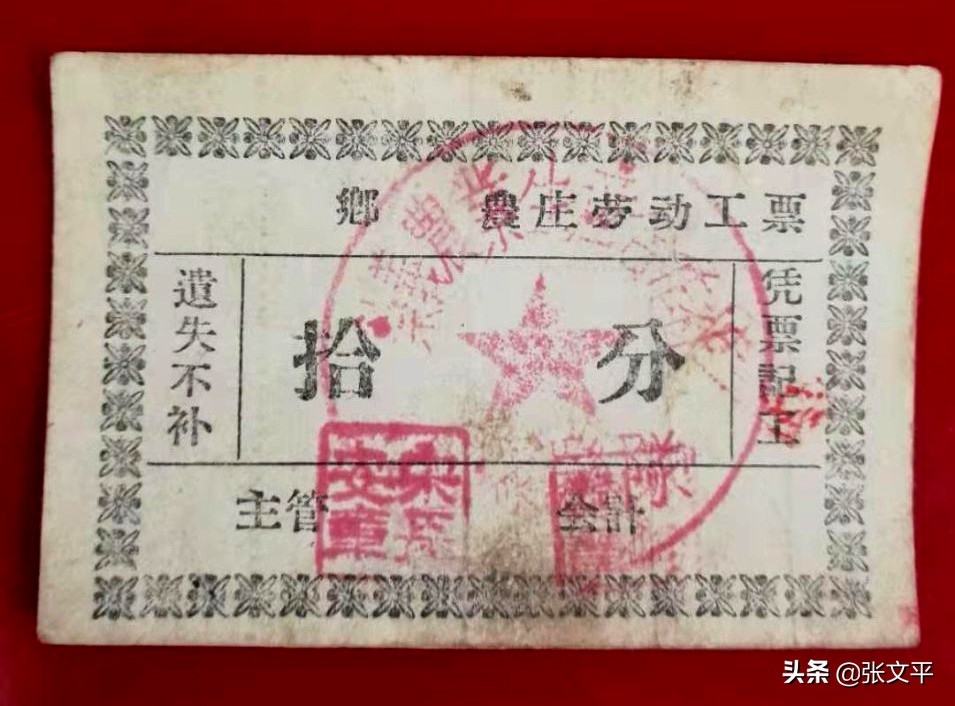 鄉 農庄劳动工票
遺失不补
拾分
凭票記工
主管 会計
头条 @张文平